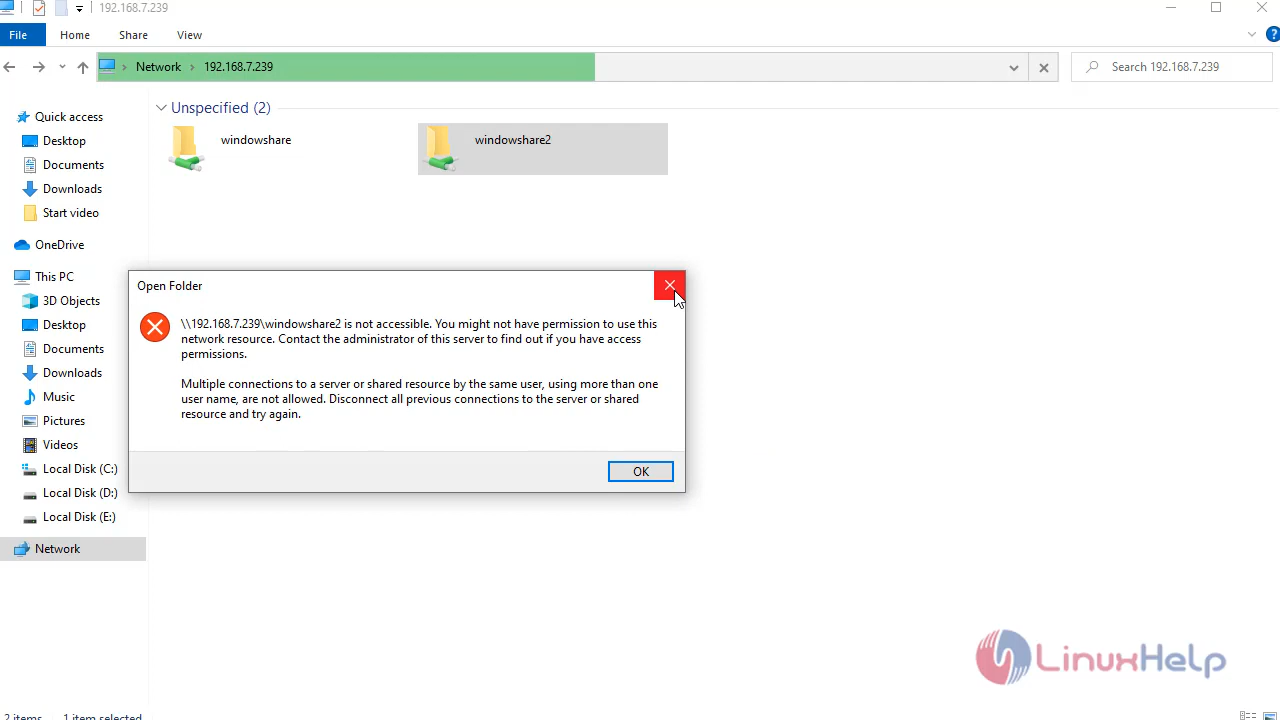 192.168.7.239
File Home Share View
Network 192.168.7.239
Search 192.168.7.239
Quick access
Desktop
Documents
Downloads
Start video
OneDrive
This PC
3D Objects
Desktop
Documents
Downloads
Music
Pictures
Videos
Local Disk (C:)
Local Disk (D:)
Local Disk (E:)
Network
Unspecified (2)
windowshare
windowshare2
Open Folder
\\192.168.7.239\windowshare2 is not accessible. You might not have permission to use this
network resource. Contact the administrator of this server to find out if you have access
permissions.
Multiple connections to a server or shared resource by the same user, using more than one
user name, are not allowed. Disconnect all previous connections to the server or shared
resource and try again.
OK
LinuxHelp
2 items 1 item selected